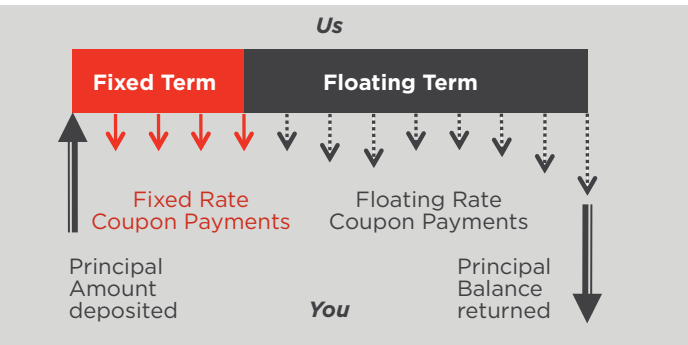 Us
Fixed Term
Floating Term
Fixed Rate
Coupon Payments
Floating Rate
Coupon Payments
Principal
Amount
deposited
You
Principal
Balance
returned